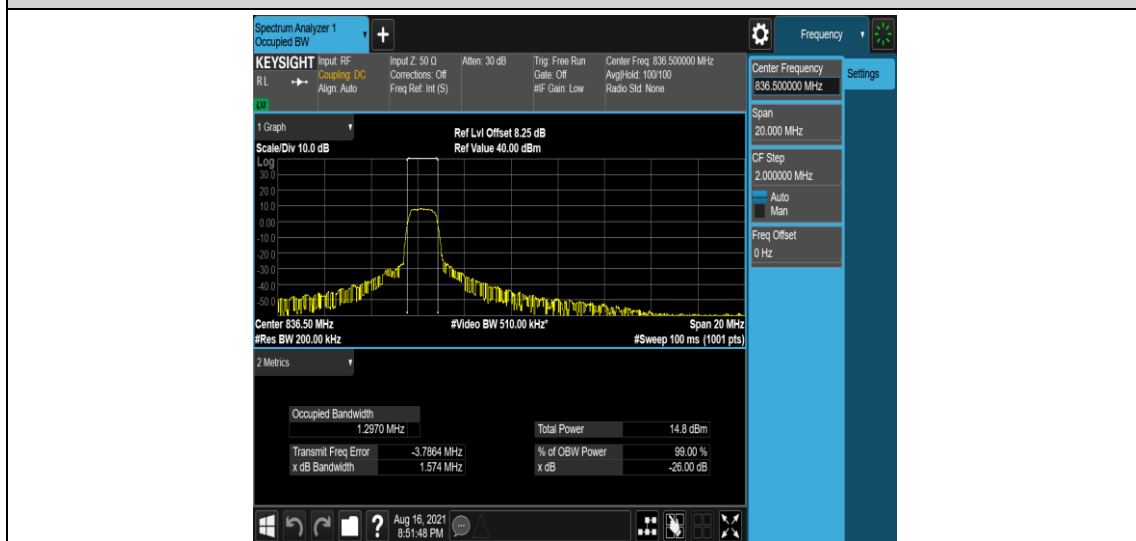 Spectrum Analyzer 1
Occupied BW
+
Frequency
KEYSIGHT
RL
LXI
Input: RF
Coupling: DC
Align: Auto
Input Z: 50 Ω
Corrections: Off
Freq Ref: Int (S)
Atten: 30 dB
Trig: Free Run
Gate: Off
#IF Gain: Low
Center Freq: 836.500000 MHz
Avg|Hold: 100/100
Radio Std: None
Center Frequency
836.500000 MHz
Settings
Span
20.000 MHz
CF Step
2.000000 MHz
Auto
Man
Freq Offset
0 Hz
1 Graph
Scale/Div 10.0 dB
Ref Lvl Offset 8.25 dB
Ref Value 40.00 dBm
Log
30.0
20.0
10.0
0.00
-10.0
-20.0
-30.0
-40.0
-50.0
Center 836.50 MHz
#Video BW 510.00 kHz*
Span 20 MHz
#Res BW 200.00 kHz
#Sweep 100 ms (1001 pts)
2 Metrics
Occupied Bandwidth
1.2970 MHz
Total Power 14.8 dBm
Transmit Freq Error -3.7864 MHz
% of OBW Power 99.00 %
x dB Bandwidth 1.574 MHz
x dB -26.00 dB
?
Aug 16, 2021
8:51:48 PM